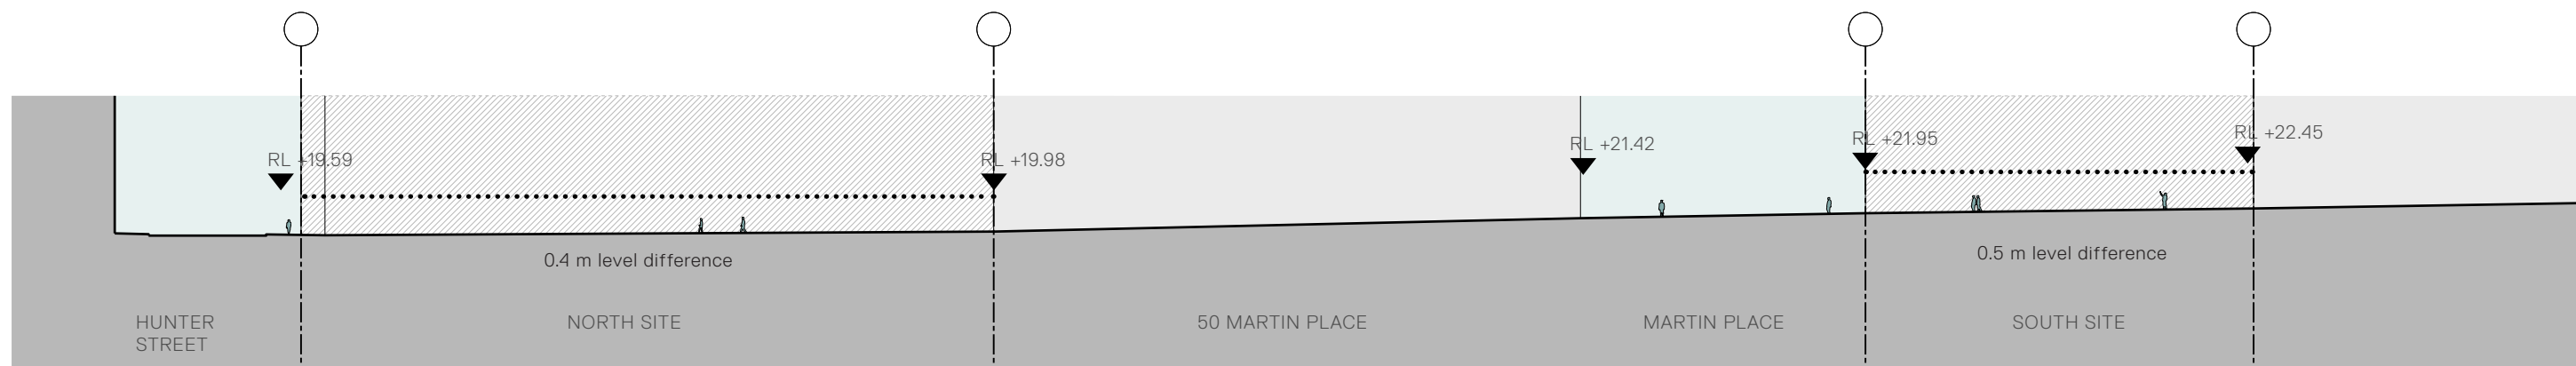 RL +19.59
RL +19.98
RL +21.42
RL +21.95
RL +22.45
0.4 m level difference
0.5 m level difference
HUNTER
STREET
NORTH SITE
50 MARTIN PLACE
MARTIN PLACE
SOUTH SITE